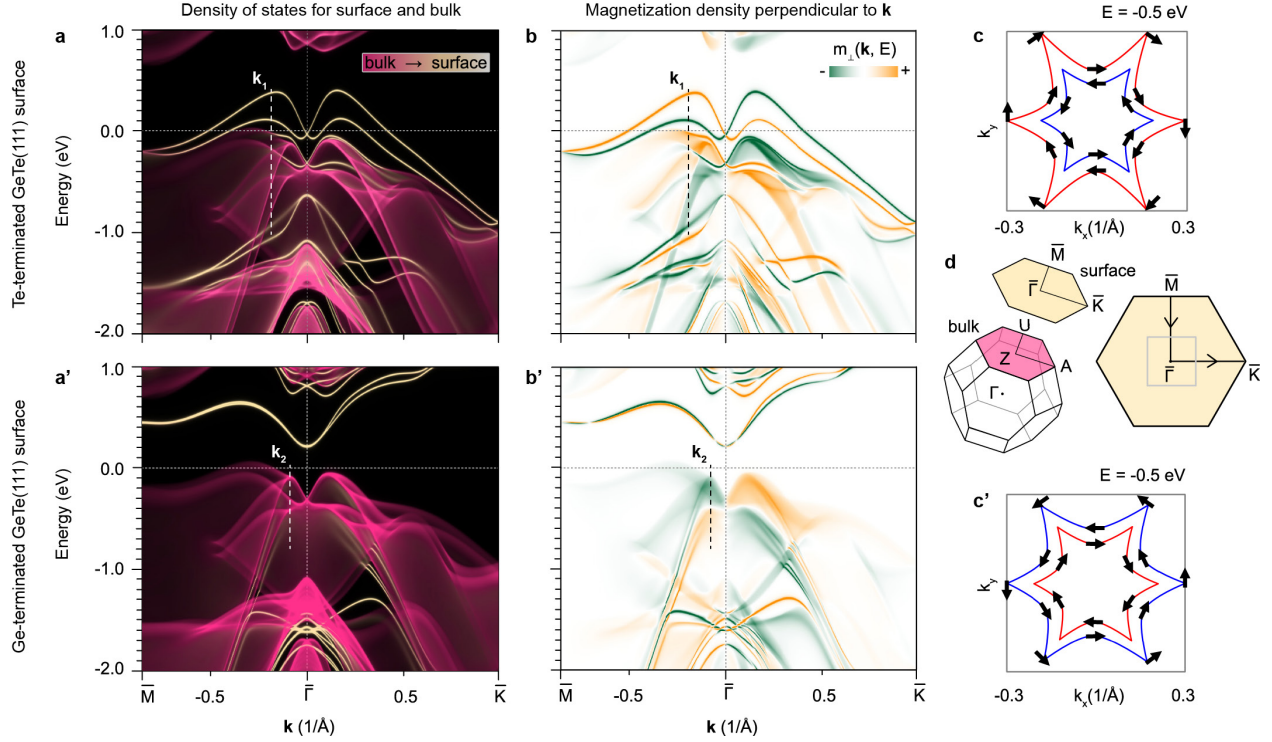 Density of states for surface and bulk
Magnetization density perpendicular to k
Te-terminated GeTe(111) surface
Energy (eV)
a
1.0
0.0
-1.0
-2.0
bulk → surface
k1
b
m⊥(k, E)
- +
k1
c
E = -0.5 eV
ky
-0.3
kx(1/Å)
0.3
d
M̅
surface
Γ̅
K̅
bulk
U
Z
A
Γ
M̅
Γ̅
K̅
Ge-terminated GeTe(111) surface
Energy (eV)
a'
1.0
0.0
-1.0
-2.0
k2
M̅
-0.5
Γ̅
0.5
K̅
k (1/Å)
b'
k2
M̅
-0.5
Γ̅
0.5
K̅
k (1/Å)
c'
E = -0.5 eV
ky
-0.3
kx(1/Å)
0.3